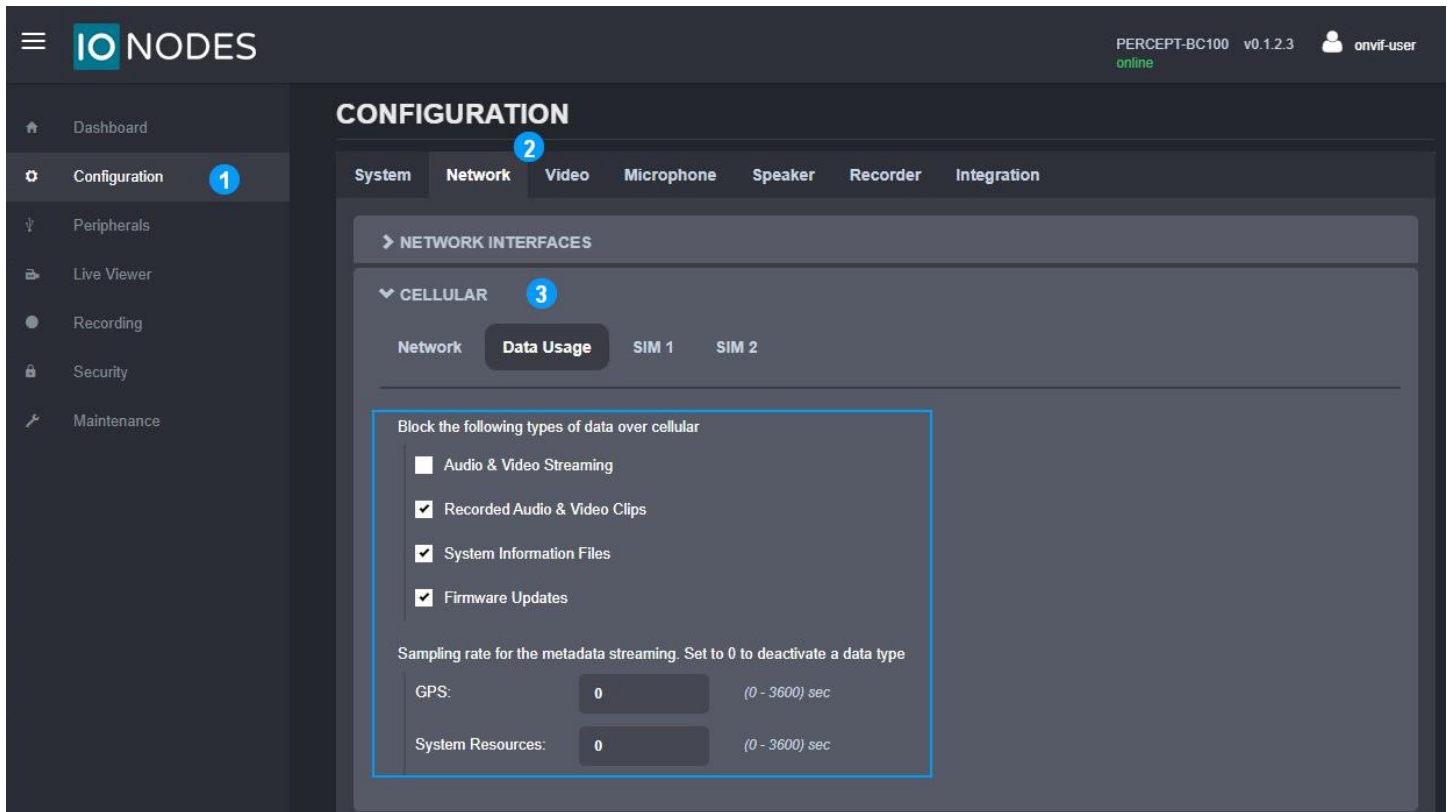 IO NODES
PERCEPT-BC100 v0.1.2.3 onvif-user
online
Dashboard
Configuration 1
Peripherals
Live Viewer
Recording
Security
Maintenance
CONFIGURATION
2
System Network Video Microphone Speaker Recorder Integration
NETWORK INTERFACES
CELLULAR 3
Network Data Usage SIM 1 SIM 2
Block the following types of data over cellular
Audio & Video Streaming
Recorded Audio & Video Clips
System Information Files
Firmware Updates
Sampling rate for the metadata streaming. Set to 0 to deactivate a data type
GPS: 0 (0 - 3600) sec
System Resources: 0 (0 - 3600) sec